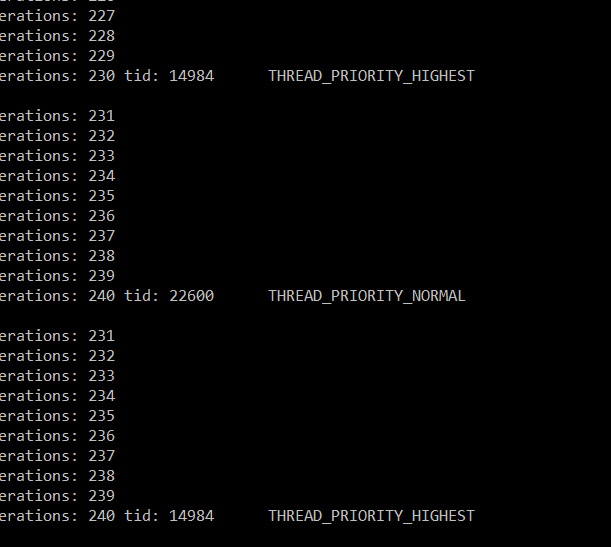 erations: 227
erations: 228
erations: 229
erations: 230 tid: 14984 THREAD_PRIORITY_HIGHEST
erations: 231
erations: 232
erations: 233
erations: 234
erations: 235
erations: 236
erations: 237
erations: 238
erations: 239
erations: 240 tid: 22600 THREAD_PRIORITY_NORMAL
erations: 231
erations: 232
erations: 233
erations: 234
erations: 235
erations: 236
erations: 237
erations: 238
erations: 239
erations: 240 tid: 14984 THREAD_PRIORITY_HIGHEST